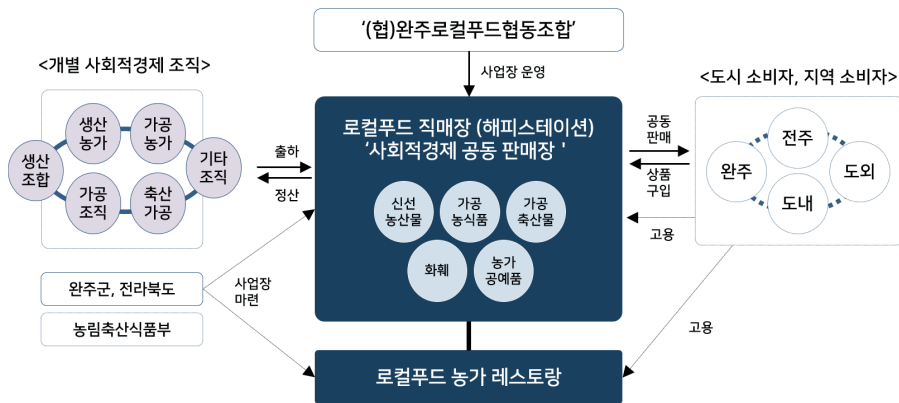 ‘(협)완주로컬푸드협동조합’
사업장 운영
<개별 사회적경제 조직>
생산
농가
가공
농가
생산
조합
기타
조직
가공
조직
축산
가공
출하
정산
로컬푸드 직매장 (해피스테이션)
‘사회적경제 공동 판매장 '
신선
농산물
가공
농식품
가공
축산물
화훼
농가
공예품
공동
판매
상품
구입
<도시 소비자, 지역 소비자>
전주
완주
도외
도내
고용
고용
완주군, 전라북도
농림축산식품부
사업장
마련
로컬푸드 농가 레스토랑